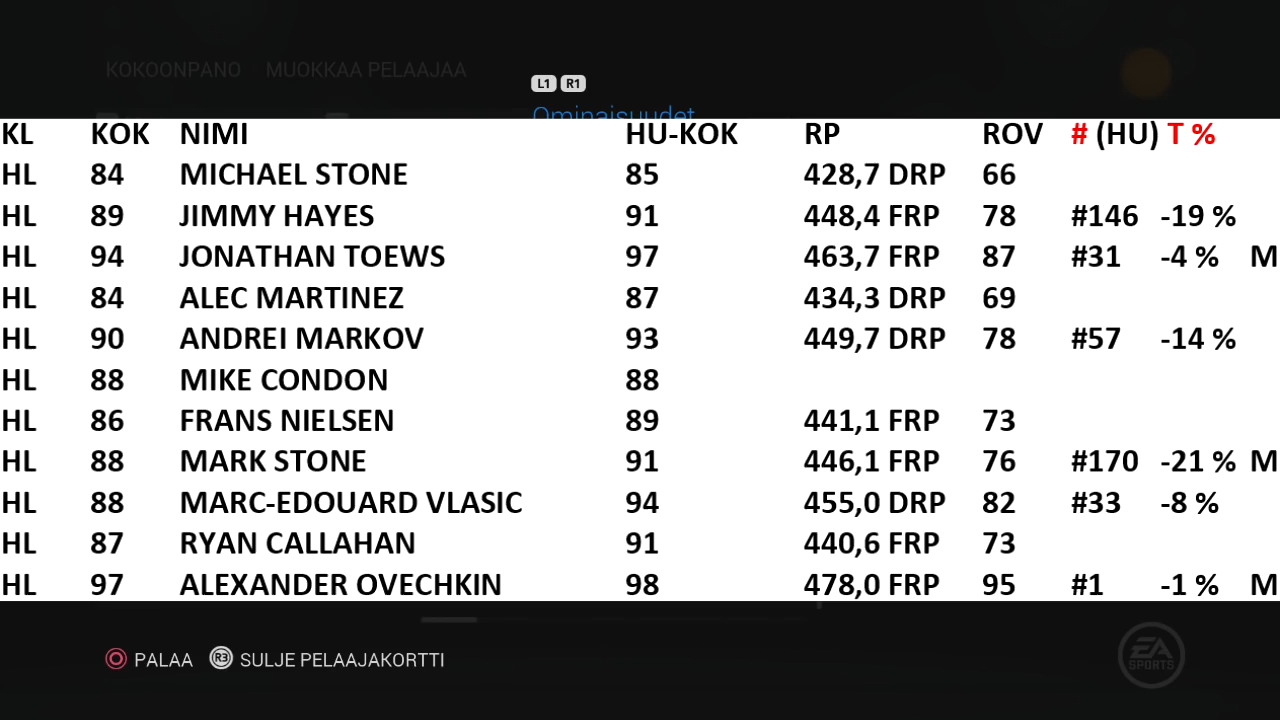 KOKOONPANO · MUOKKAA PELAAJAA
L1 R1
Ominaisuudet
KL KOK NIMI HU-KOK RP ROV # (HU) T %
HL 84 MICHAEL STONE 85 428,7 DRP 66
HL 89 JIMMY HAYES 91 448,4 FRP 78 #146 -19 %
HL 94 JONATHAN TOEWS 97 463,7 FRP 87 #31 -4 % M
HL 84 ALEC MARTINEZ 87 434,3 DRP 69
HL 90 ANDREI MARKOV 93 449,7 DRP 78 #57 -14 %
HL 88 MIKE CONDON 88
HL 86 FRANS NIELSEN 89 441,1 FRP 73
HL 88 MARK STONE 91 446,1 FRP 76 #170 -21 % M
HL 88 MARC-EDOUARD VLASIC 94 455,0 DRP 82 #33 -8 %
HL 87 RYAN CALLAHAN 91 440,6 FRP 73
HL 97 ALEXANDER OVECHKIN 98 478,0 FRP 95 #1 -1 % M
PALAA R3 SULJE PELAAJAKORTTI
EA SPORTS